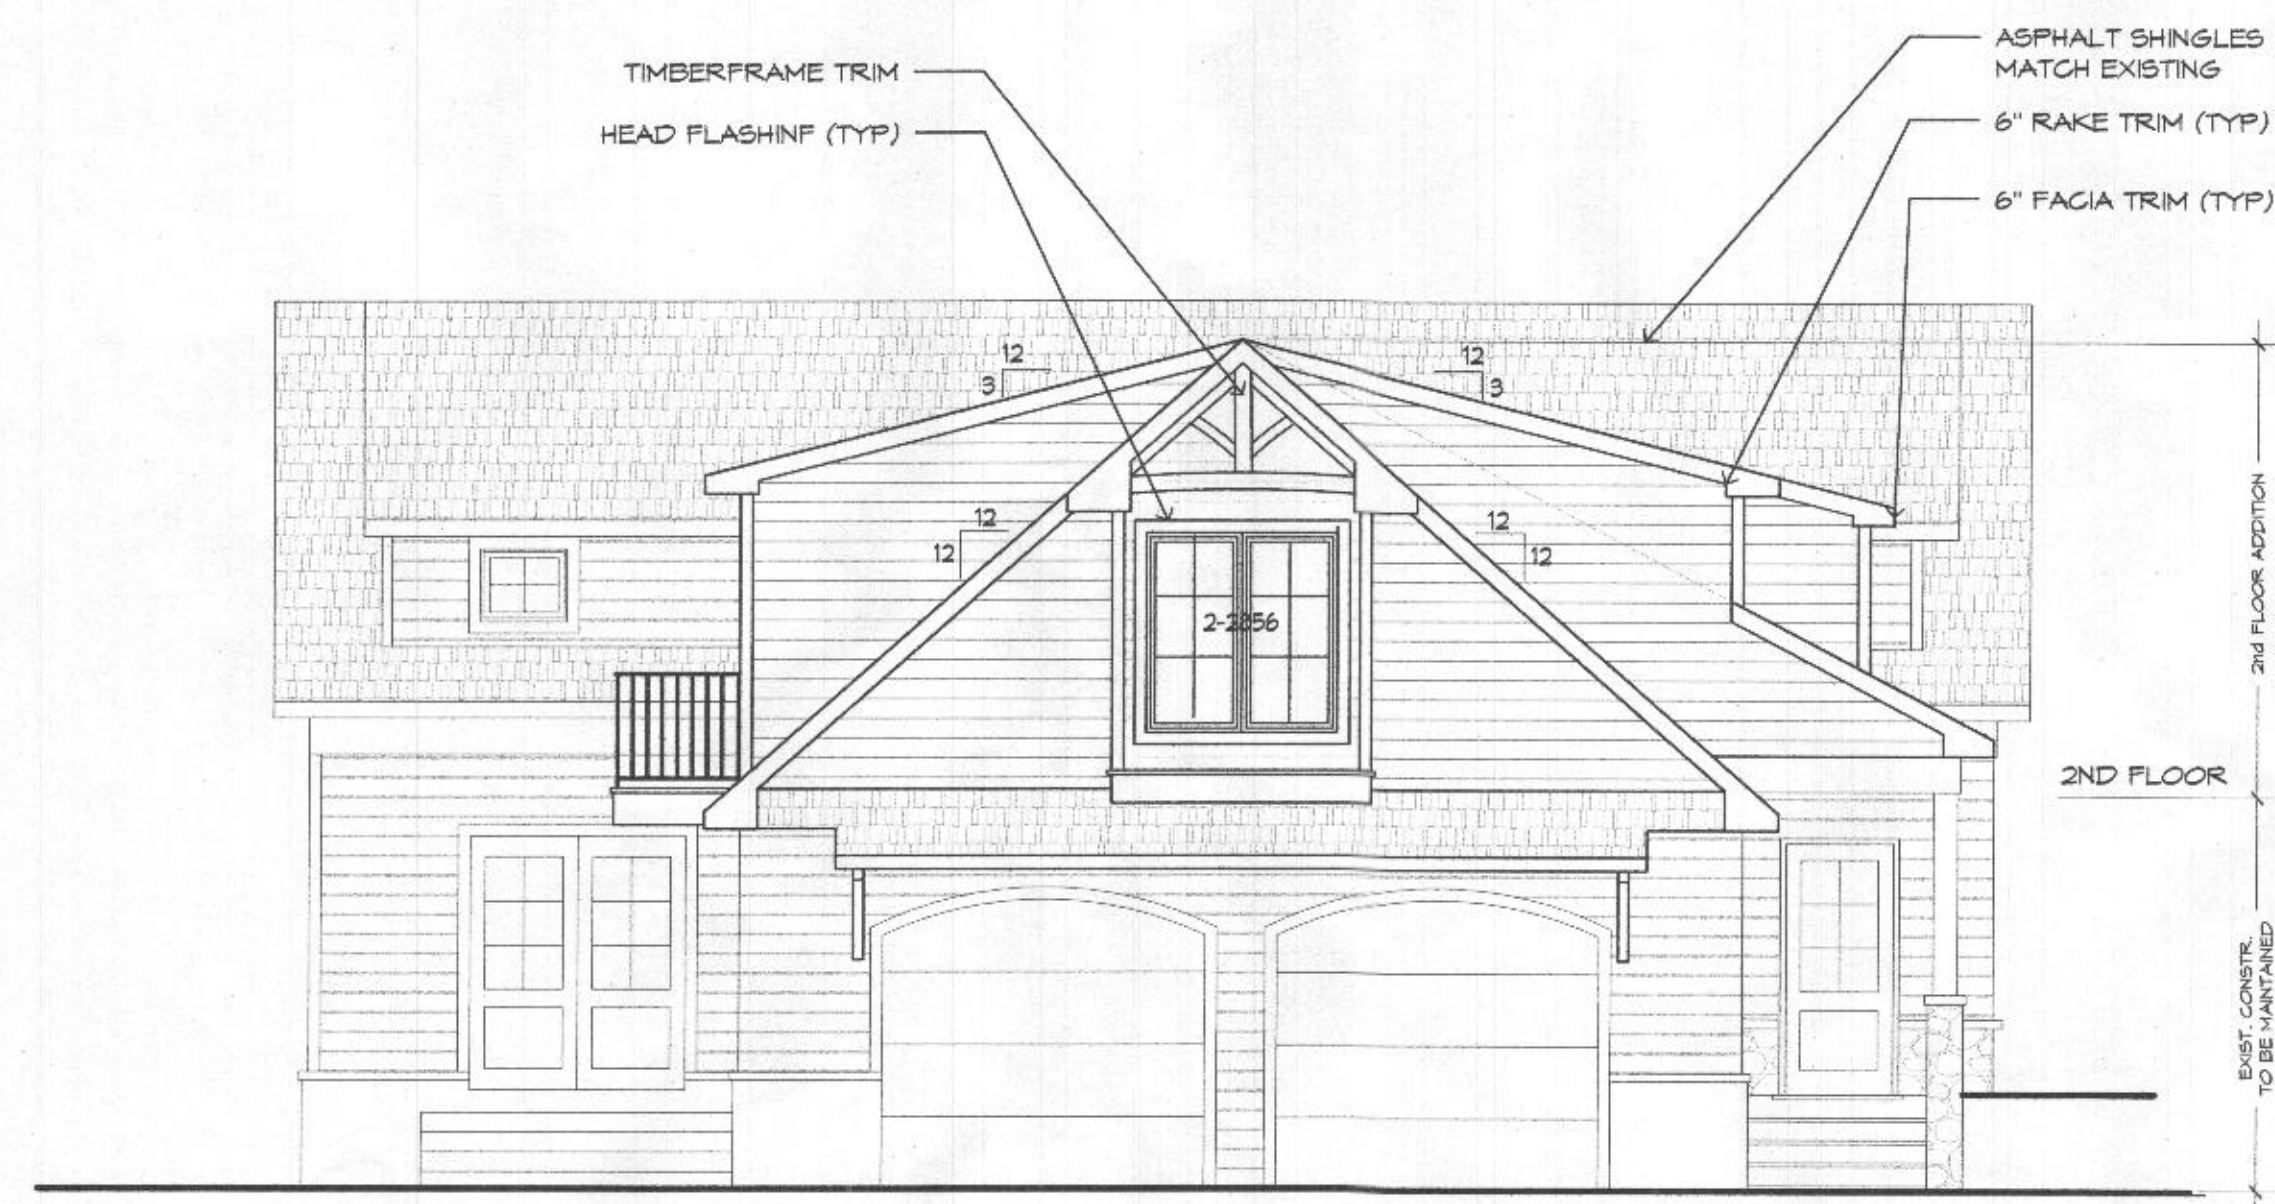 TIMBERFRAME TRIM
HEAD FLASHINF (TYP)
ASPHALT SHINGLES
MATCH EXISTING
6" RAKE TRIM (TYP)
6" FACIA TRIM (TYP)
12
3
12
3
12
12
12
12
2-2856
2nd FLOOR ADDITION
2ND FLOOR
EXIST. CONSTR.
TO BE MAINTAINED